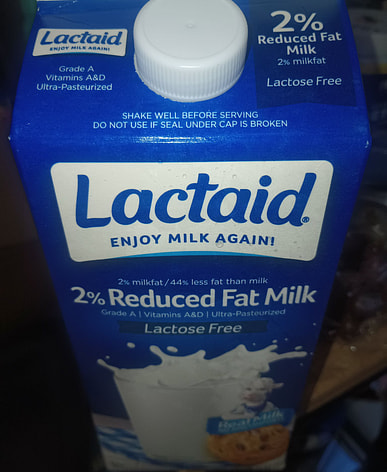 Lactaid
ENJOY MILK AGAIN!
Grade A
Vitamins A&D
Ultra-Pasteurized
2%
Reduced Fat
Milk
2% milkfat
Lactose Free
SHAKE WELL BEFORE SERVING
DO NOT USE IF SEAL UNDER CAP IS BROKEN
Lactaid®
ENJOY MILK AGAIN!
2% milkfat/44% less fat than milk
2% Reduced Fat Milk
Grade A | Vitamins A&D | Ultra-Pasteurized
Lactose Free
Real Milk